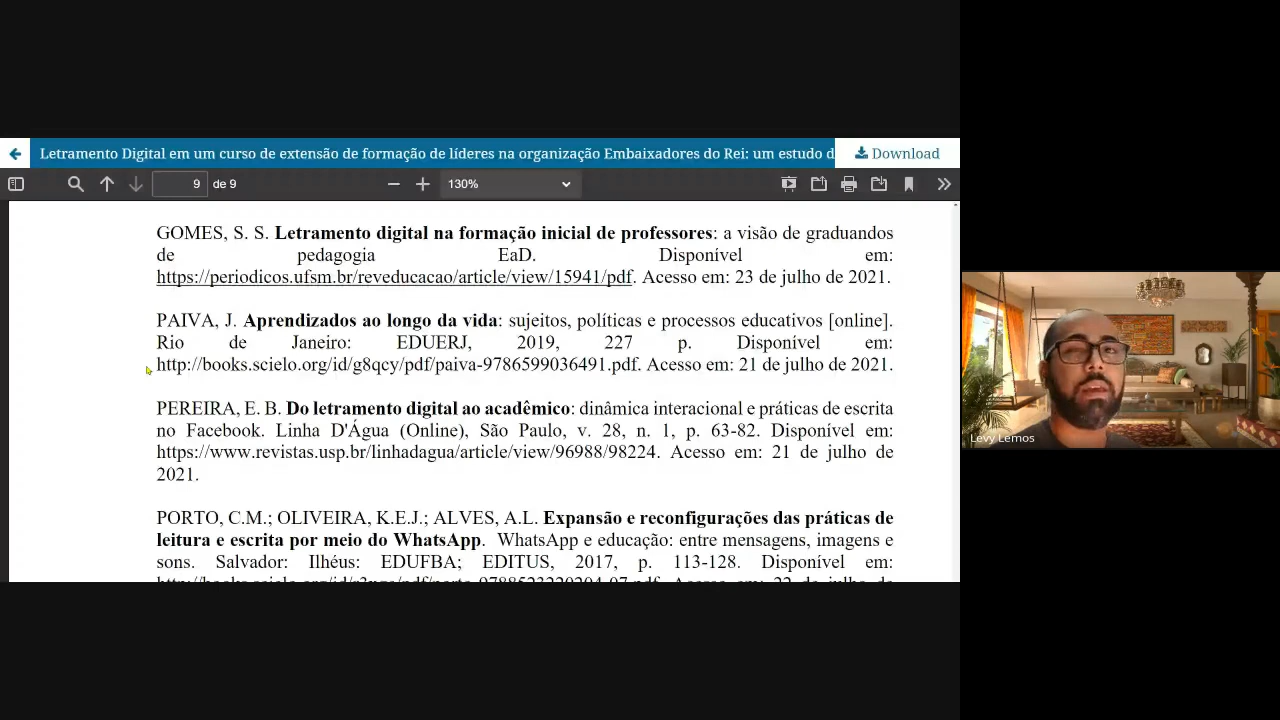 Letramento Digital em um curso de extensão de formação de líderes na organização Embaixadores do Rei: um estudo d
Download
9 de 9
130%
GOMES, S. S. Letramento digital na formação inicial de professores: a visão de graduandos
de pedagogia EaD. Disponível em:
https://periodicos.ufsm.br/reveducacao/article/view/15941/pdf. Acesso em: 23 de julho de 2021.
PAIVA, J. Aprendizados ao longo da vida: sujeitos, políticas e processos educativos [online].
Rio de Janeiro: EDUERJ, 2019, 227 p. Disponível em:
http://books.scielo.org/id/g8qcy/pdf/paiva-9786599036491.pdf. Acesso em: 21 de julho de 2021.
PEREIRA, E. B. Do letramento digital ao acadêmico: dinâmica interacional e práticas de escrita
no Facebook. Linha D'Água (Online), São Paulo, v. 28, n. 1, p. 63-82. Disponível em:
https://www.revistas.usp.br/linhadagua/article/view/96988/98224. Acesso em: 21 de julho de
2021.
PORTO, C.M.; OLIVEIRA, K.E.J.; ALVES, A.L. Expansão e reconfigurações das práticas de
leitura e escrita por meio do WhatsApp. WhatsApp e educação: entre mensagens, imagens e
sons. Salvador: Ilhéus: EDUFBA; EDITUS, 2017, p. 113-128. Disponível em:
Levy Lemos